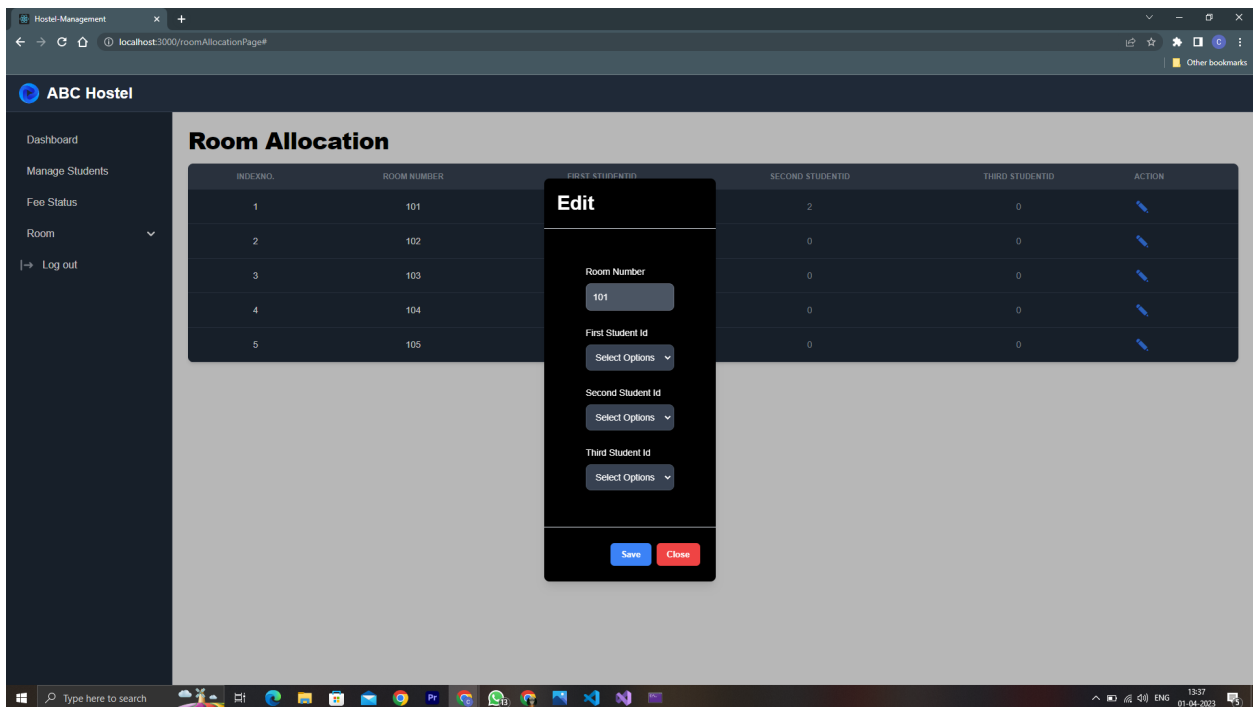 Hostel-Management
localhost:3000/roomAllocationPage#
C
Other bookmarks
ABC Hostel
Dashboard
Manage Students
Fee Status
Room
Log out
Room Allocation
INDEXNO. ROOM NUMBER FIRST STUDENTID SECOND STUDENTID THIRD STUDENTID ACTION
1 101 2 0
2 102 0 0
3 103 0 0
4 104 0 0
5 105 0 0
Edit
Room Number
101
First Student Id
Select Options
Second Student Id
Select Options
Third Student Id
Select Options
Save Close
Type here to search
Pr
13
ENG
13:37
01-04-2023
5